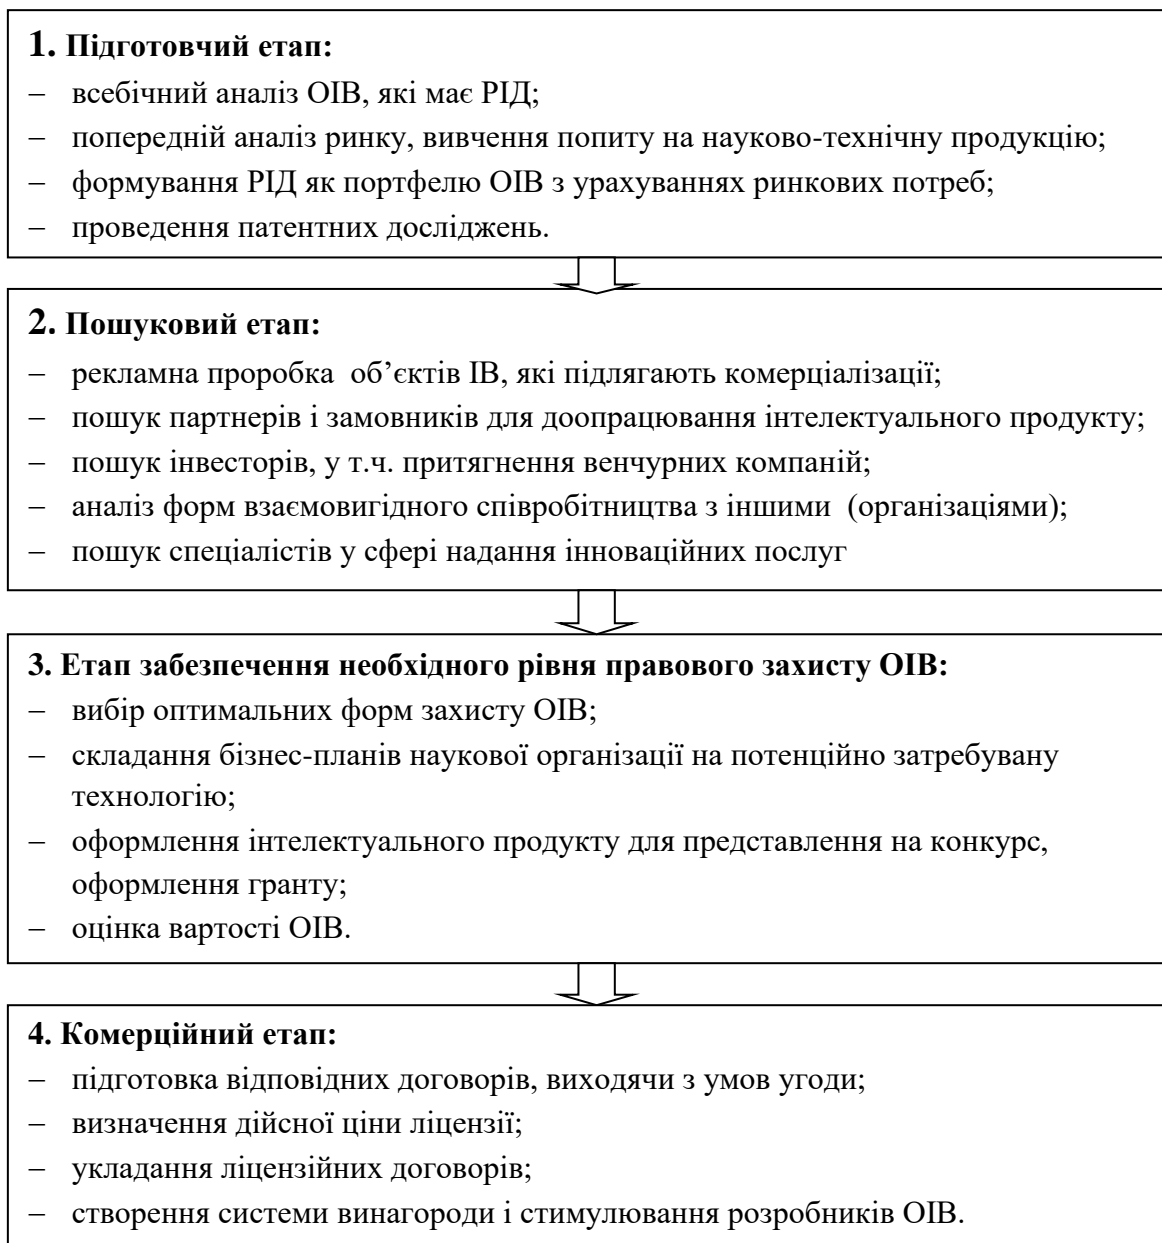 1. Підготовчий етап:
– всебічний аналіз ОІВ, які має РІД;
– попередній аналіз ринку, вивчення попиту на науково-технічну продукцію;
– формування РІД як портфелю ОІВ з урахуваннях ринкових потреб;
– проведення патентних досліджень.
2. Пошуковий етап:
– рекламна проробка об’єктів ІВ, які підлягають комерціалізації;
– пошук партнерів і замовників для доопрацювання інтелектуального продукту;
– пошук інвесторів, у т.ч. притягнення венчурних компаній;
– аналіз форм взаємовигідного співробітництва з іншими (організаціями);
– пошук спеціалістів у сфері надання інноваційних послуг
3. Етап забезпечення необхідного рівня правового захисту ОІВ:
– вибір оптимальних форм захисту ОІВ;
– складання бізнес-планів наукової організації на потенційно затребувану
технологію;
– оформлення інтелектуального продукту для представлення на конкурс,
оформлення гранту;
– оцінка вартості ОІВ.
4. Комерційний етап:
– підготовка відповідних договорів, виходячи з умов угоди;
– визначення дійсної ціни ліцензії;
– укладання ліцензійних договорів;
– створення системи винагороди і стимулювання розробників ОІВ.